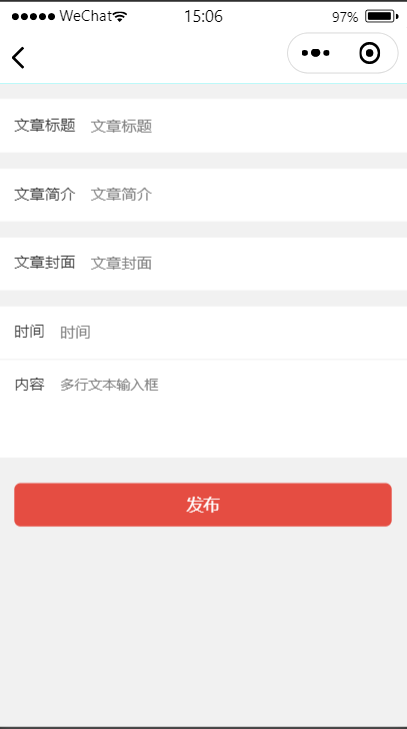 WeChat 15:06 97%
文章标题 文章标题
文章简介 文章简介
文章封面 文章封面
时间 时间
内容 多行文本输入框
发布